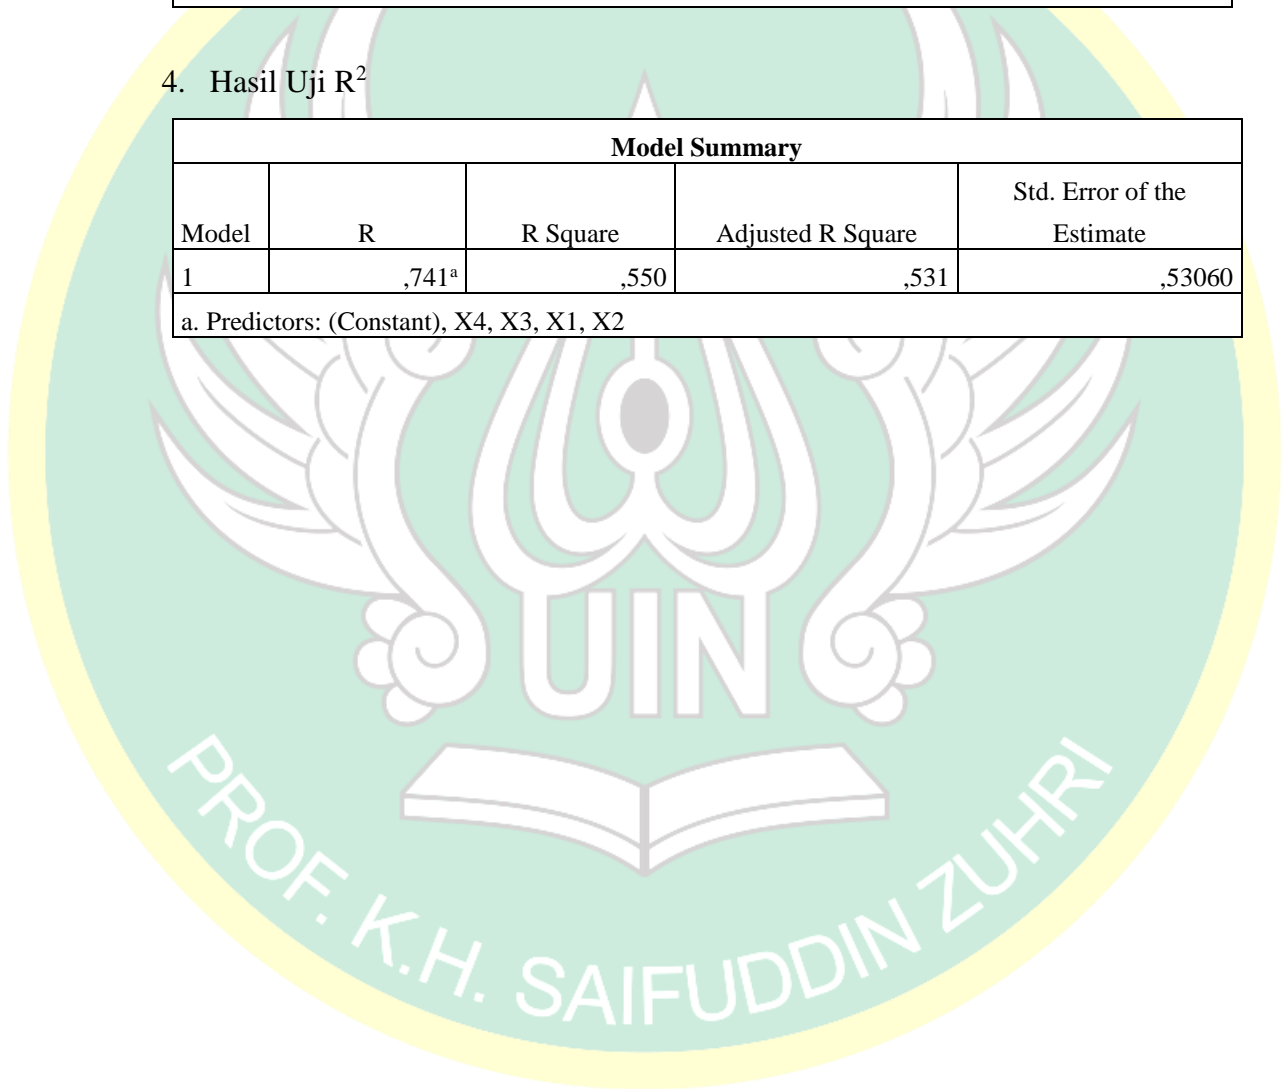 4. Hasil Uji R²
Model Summary
Model R R Square Adjusted R Square Std. Error of the Estimate
1 ,741ᵃ ,550 ,531 ,53060
a. Predictors: (Constant), X4, X3, X1, X2
UIN
PROF. K.H. SAIFUDDIN ZUHRI